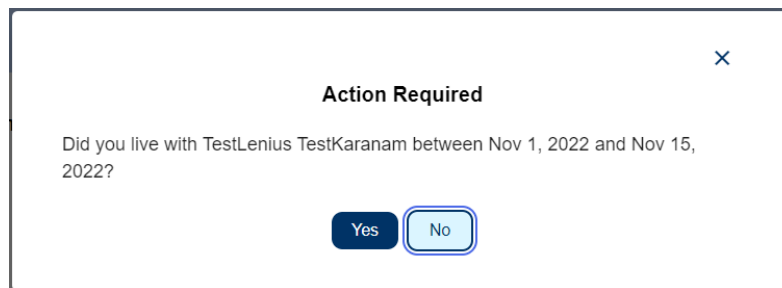 Action Required
Did you live with TestLenius TestKaranam between Nov 1, 2022 and Nov 15,
2022?
Yes
No